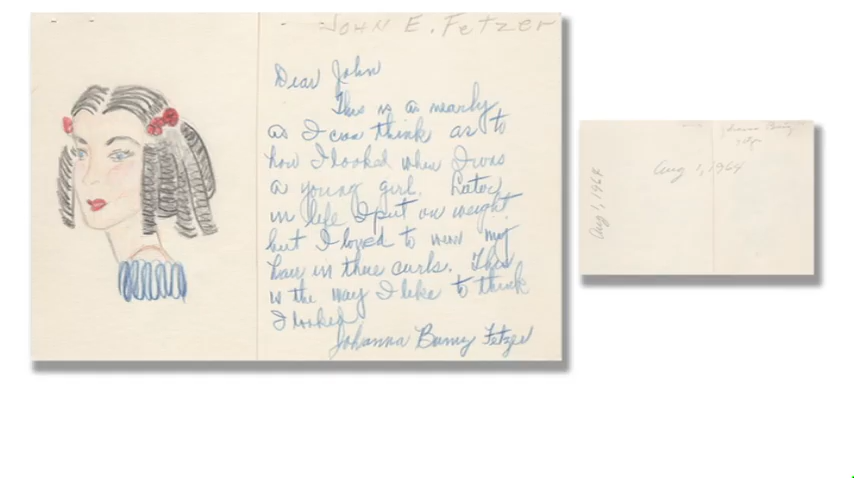 JOHN E. Fetzer
Dear John
This is as nearly
as I can think as to
how I looked when I was
a young girl. Later
in life I put on weight
but I loved to wear my
hair in these curls. This
is the way I like to think
I looked
Johanna Fetzer
Aug 1, 1964
Aug 1, 1964